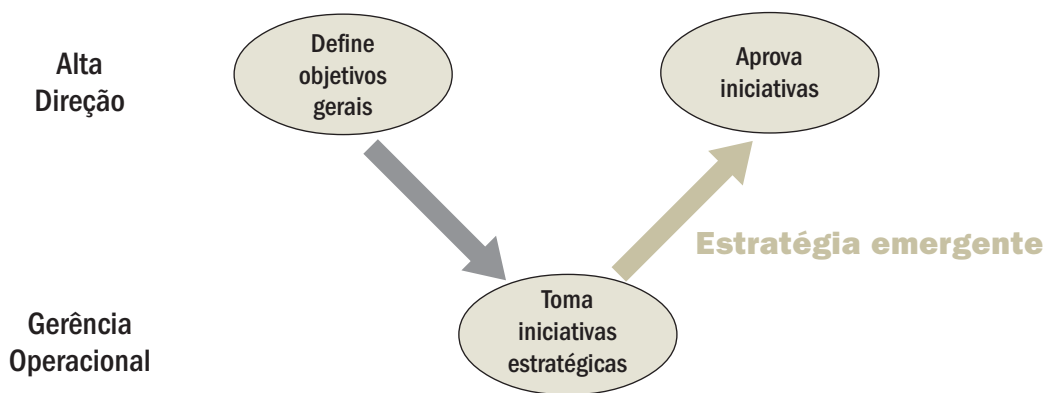 Alta
Direção
Define
objetivos
gerais
Aprova
iniciativas
Estratégia emergente
Gerência
Operacional
Toma
iniciativas
estratégicas